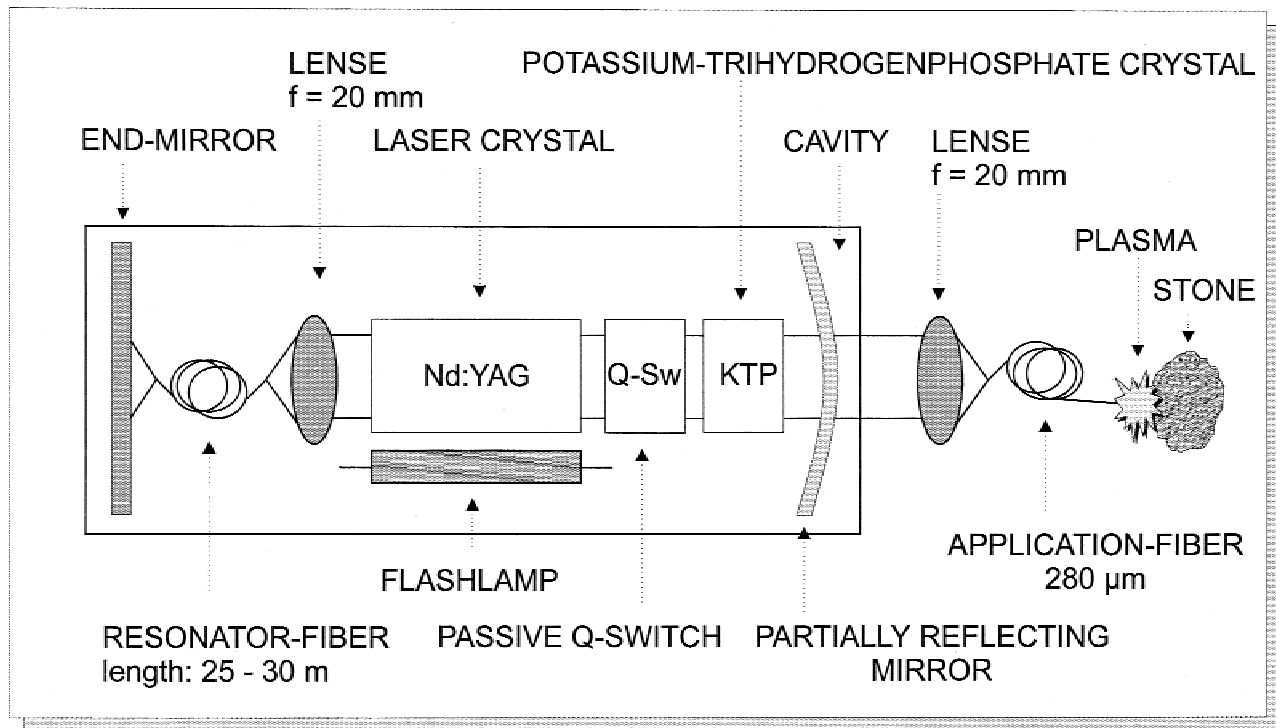 LENSE
f = 20 mm
POTASSIUM-TRIHYDROGENPHOSPHATE CRYSTAL
END-MIRROR
LASER CRYSTAL
CAVITY
LENSE
f = 20 mm
PLASMA
STONE
Nd:YAG
Q-Sw
KTP
APPLICATION-FIBER
280 µm
FLASHLAMP
RESONATOR-FIBER
length: 25 - 30 m
PASSIVE Q-SWITCH
PARTIALLY REFLECTING
MIRROR